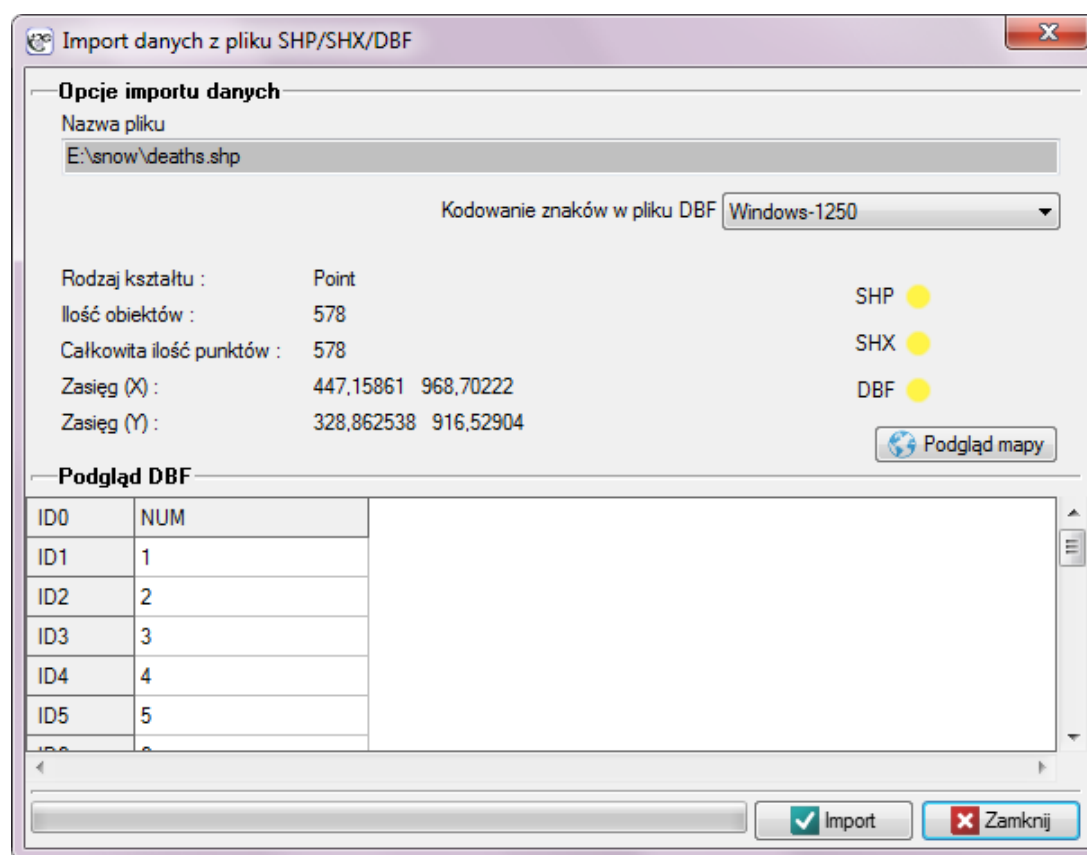 Import danych z pliku SHP/SHX/DBF
Opcje importu danych
Nazwa pliku
E:\snow\deaths.shp
Kodowanie znaków w pliku DBF Windows-1250
Rodzaj kształtu : Point
SHP
Ilość obiektów : 578
SHX
Całkowita ilość punktów : 578
Zasięg (X) : 447,15861 968,70222
DBF
Zasięg (Y) : 328,862538 916,52904
Podgląd mapy
Podgląd DBF
ID0 NUM
ID1 1
ID2 2
ID3 3
ID4 4
ID5 5
Import Zamknij